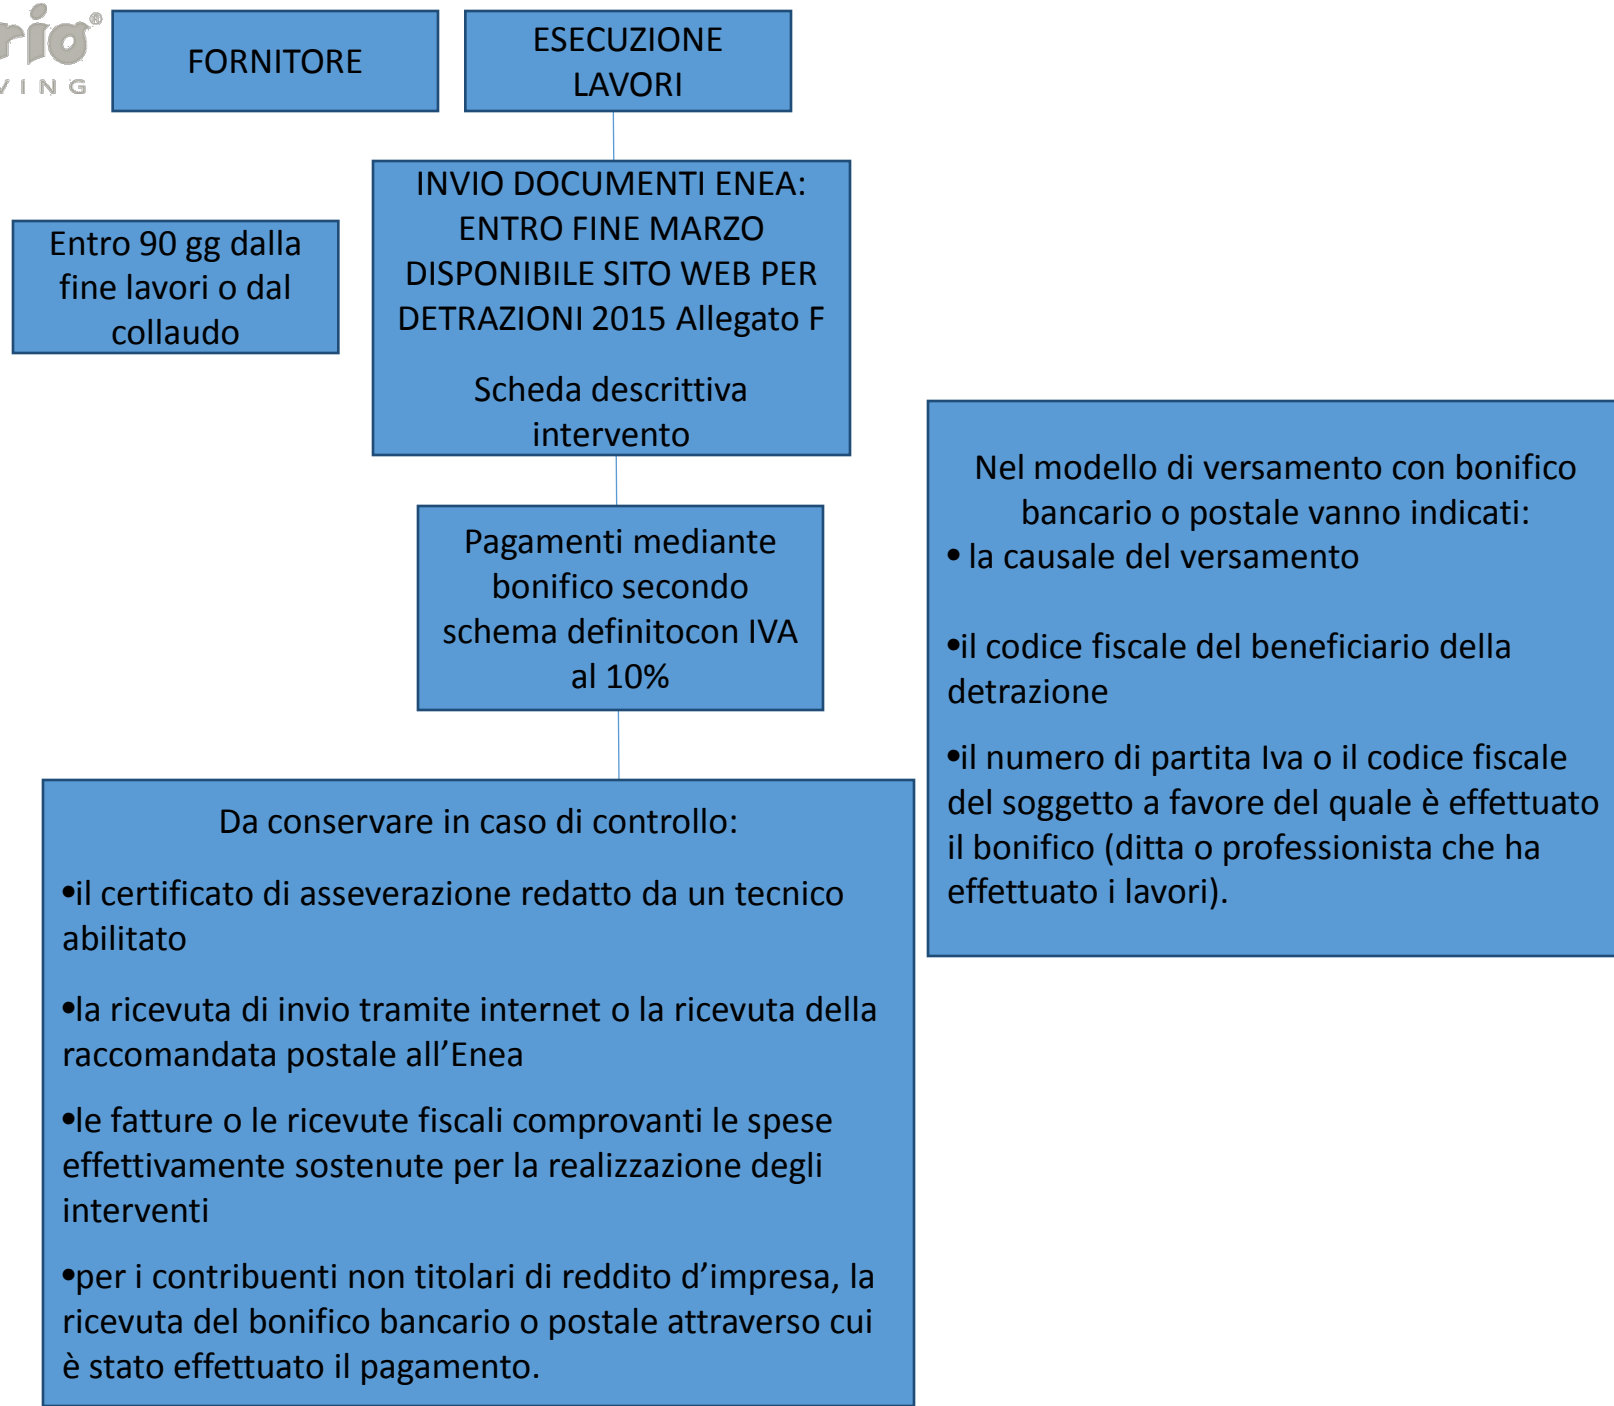 rio®
VING
FORNITORE
ESECUZIONE
LAVORI
INVIO DOCUMENTI ENEA:
ENTRO FINE MARZO
DISPONIBILE SITO WEB PER
DETRAZIONI 2015 Allegato F
Scheda descrittiva
intervento
Entro 90 gg dalla
fine lavori o dal
collaudo
Pagamenti mediante
bonifico secondo
schema definitocon IVA
al 10%
Nel modello di versamento con bonifico
bancario o postale vanno indicati:
• la causale del versamento
•il codice fiscale del beneficiario della
detrazione
•il numero di partita Iva o il codice fiscale
del soggetto a favore del quale è effettuato
il bonifico (ditta o professionista che ha
effettuato i lavori).
Da conservare in caso di controllo:
•il certificato di asseverazione redatto da un tecnico
abilitato
•la ricevuta di invio tramite internet o la ricevuta della
raccomandata postale all’Enea
•le fatture o le ricevute fiscali comprovanti le spese
effettivamente sostenute per la realizzazione degli
interventi
•per i contribuenti non titolari di reddito d’impresa, la
ricevuta del bonifico bancario o postale attraverso cui
è stato effettuato il pagamento.